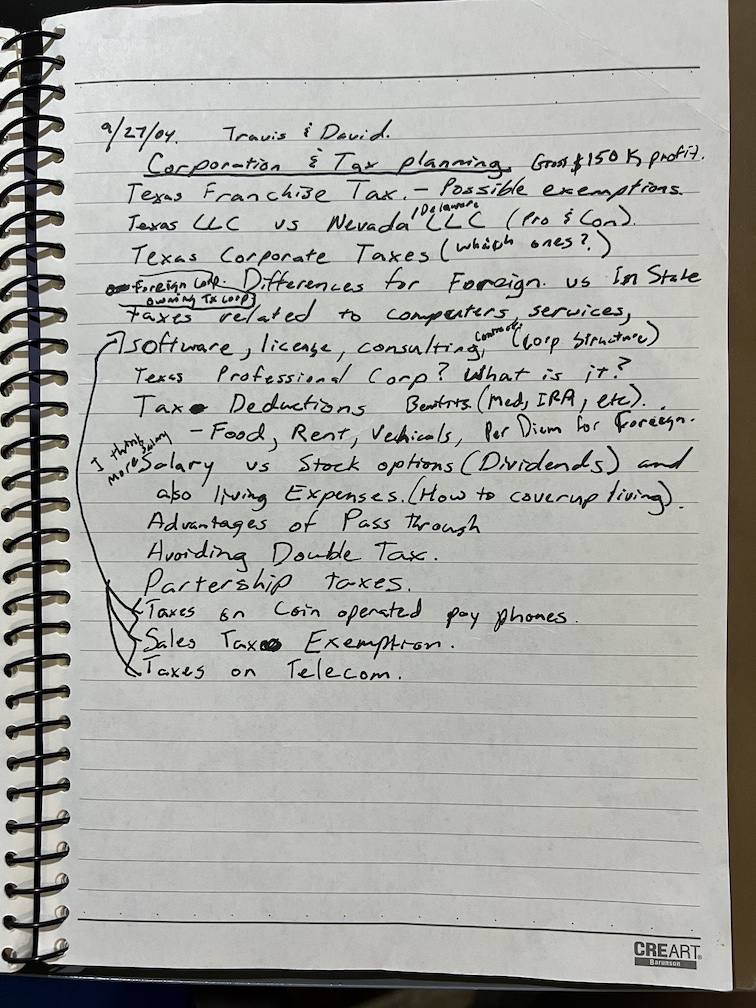 9/27/04. Travis & David.
Corporation & Tax planning. Gross $150 K profit.
Texas Franchize Tax. - Possible exemptions.
/Delaware
Texas LLC vs Nevada LLC (Pro & Con).
Texas Corporate Taxes (which ones?)
Foreign Corp. Differences for Foreign. vs In State
owning Tx Corp
taxes related to computers, services,
software, license, consulting, contracts (Corp Structure)
Texas Professional Corp? What is it?
Tax Deductions Benefits. (Med, IRA, etc).
- Food, Rent, Vehicals, Per Dium for Foreign.
I think more salary
Salary vs Stock options (Dividends) and
also living Expenses. (How to coverup living).
Advantages of Pass through
Avoiding Double Tax.
Partership taxes.
Taxes on Coin operated pay phones.
Sales Tax Exemption.
Taxes on Telecom.
CREART
Barunson